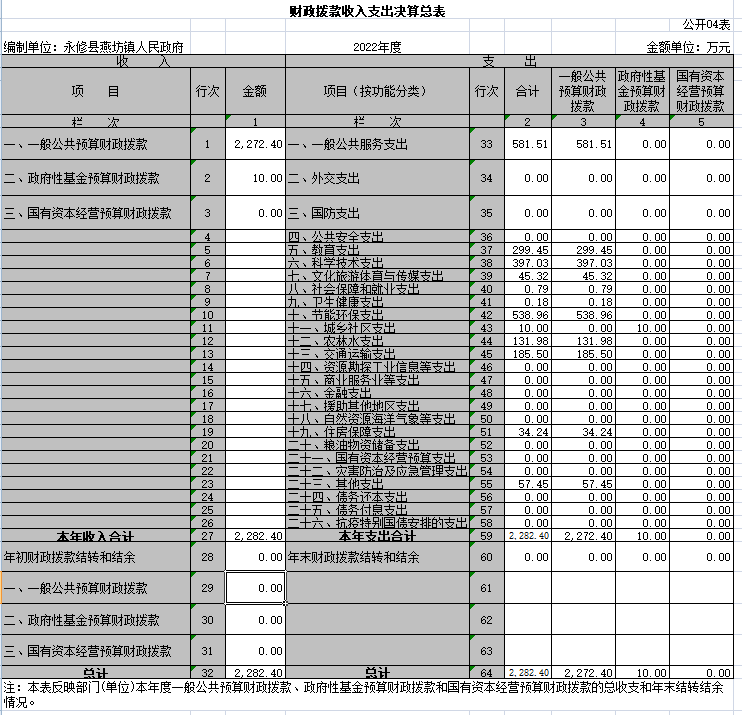 财政拨款收入支出决算总表
公开04表
编制单位：永修县燕坊镇人民政府 2022年度 金额单位：万元
收 入 支 出
项 目 行次 金额 项目（按功能分类） 行次 合计 一般公共预算财政拨款 政府性基金预算财政拨款 国有资本经营预算财政拨款
栏 次 1 栏 次 2 3 4 5
一、一般公共预算财政拨款 1 2,272.40 一、一般公共服务支出 33 581.51 581.51 0.00 0.00
二、政府性基金预算财政拨款 2 10.00 二、外交支出 34 0.00 0.00 0.00 0.00
三、国有资本经营预算财政拨款 3 0.00 三、国防支出 35 0.00 0.00 0.00 0.00
4 四、公共安全支出 36 0.00 0.00 0.00 0.00
5 五、教育支出 37 299.45 299.45 0.00 0.00
6 六、科学技术支出 38 397.03 397.03 0.00 0.00
7 七、文化旅游体育与传媒支出 39 45.32 45.32 0.00 0.00
8 八、社会保障和就业支出 40 0.79 0.79 0.00 0.00
9 九、卫生健康支出 41 0.18 0.18 0.00 0.00
10 十、节能环保支出 42 538.96 538.96 0.00 0.00
11 十一、城乡社区支出 43 10.00 0.00 10.00 0.00
12 十二、农林水支出 44 131.98 131.98 0.00 0.00
13 十三、交通运输支出 45 185.50 185.50 0.00 0.00
14 十四、资源勘探工业信息等支出 46 0.00 0.00 0.00 0.00
15 十五、商业服务业等支出 47 0.00 0.00 0.00 0.00
16 十六、金融支出 48 0.00 0.00 0.00 0.00
17 十七、援助其他地区支出 49 0.00 0.00 0.00 0.00
18 十八、自然资源海洋气象等支出 50 0.00 0.00 0.00 0.00
19 十九、住房保障支出 51 34.24 34.24 0.00 0.00
20 二十、粮油物资储备支出 52 0.00 0.00 0.00 0.00
21 二十一、国有资本经营预算支出 53 0.00 0.00 0.00 0.00
22 二十二、灾害防治及应急管理支出 54 0.00 0.00 0.00 0.00
23 二十三、其他支出 55 57.45 57.45 0.00 0.00
24 二十四、债务还本支出 56 0.00 0.00 0.00 0.00
25 二十五、债务付息支出 57 0.00 0.00 0.00 0.00
26 二十六、抗疫特别国债安排的支出 58 0.00 0.00 0.00 0.00
本年收入合计 27 2,282.40 本年支出合计 59 2,282.40 2,272.40 10.00 0.00
年初财政拨款结转和结余 28 0.00 年末财政拨款结转和结余 60 0.00 0.00 0.00 0.00
一、一般公共预算财政拨款 29 0.00 61
二、政府性基金预算财政拨款 30 0.00 62
三、国有资本经营预算财政拨款 31 0.00 63
总计 32 2,282.40 总计 64 2,282.40 2,272.40 10.00 0.00
注：本表反映部门(单位)本年度一般公共预算财政拨款、政府性基金预算财政拨款和国有资本经营预算财政拨款的总收支和年末结转结余
情况。